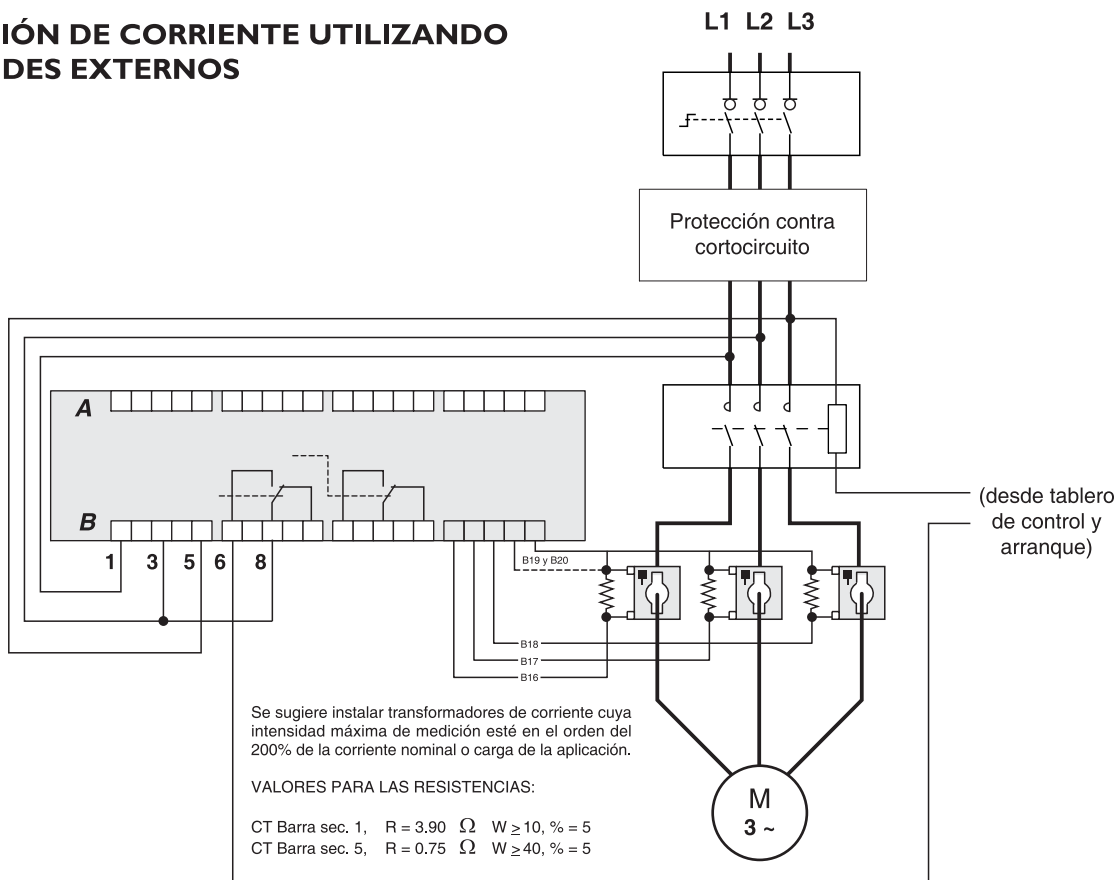 IÓN DE CORRIENTE UTILIZANDO
DES EXTERNOS
L1 L2 L3
Protección contra
cortocircuito
A
B
1 3 5 6 8
B19 y B20
B18
B17
B16
(desde tablero
de control y
arranque)
Se sugiere instalar transformadores de corriente cuya
intensidad máxima de medición esté en el orden del
200% de la corriente nominal o carga de la aplicación.
VALORES PARA LAS RESISTENCIAS:
CT Barra sec. 1, R = 3.90 Ω W ≥ 10, % = 5
CT Barra sec. 5, R = 0.75 Ω W ≥ 40, % = 5
M
3 ~